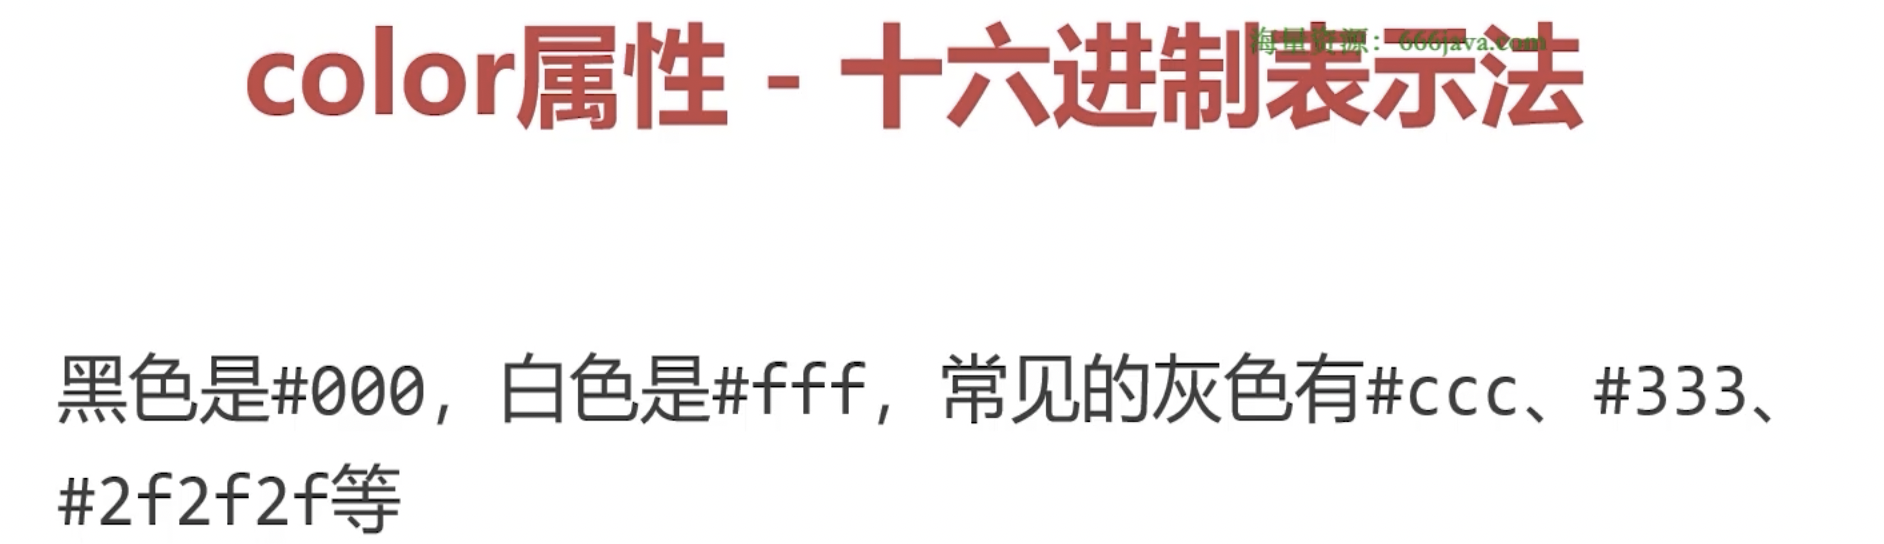 color属性 - 十六进制表示法
海量资源：666java.com
黑色是#000，白色是#fff，常见的灰色有#ccc、#333、
#2f2f2f等